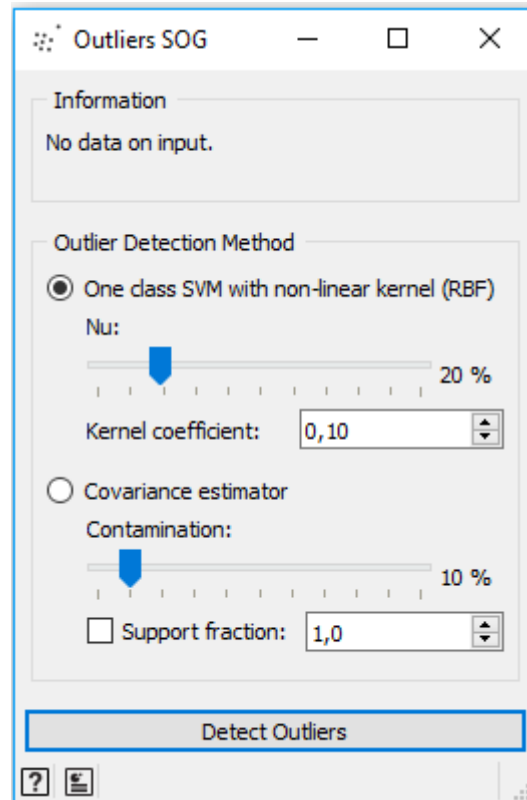 Outliers SOG
Information
No data on input.
Outlier Detection Method
One class SVM with non-linear kernel (RBF)
Nu:
20 %
Kernel coefficient: 0,10
Covariance estimator
Contamination:
10 %
Support fraction: 1,0
Detect Outliers
?